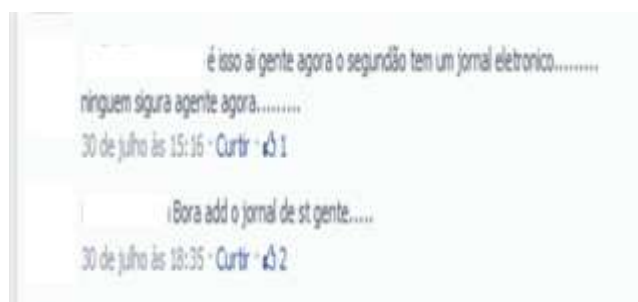 é isso ai gente agora o segundão tem um jornal eletronico.........
ninguem sigura agente agora.........
30 de julho às 15:16 · Curtir · 1
Bora add o jornal de st gente.....
30 de julho às 18:35 · Curtir · 2